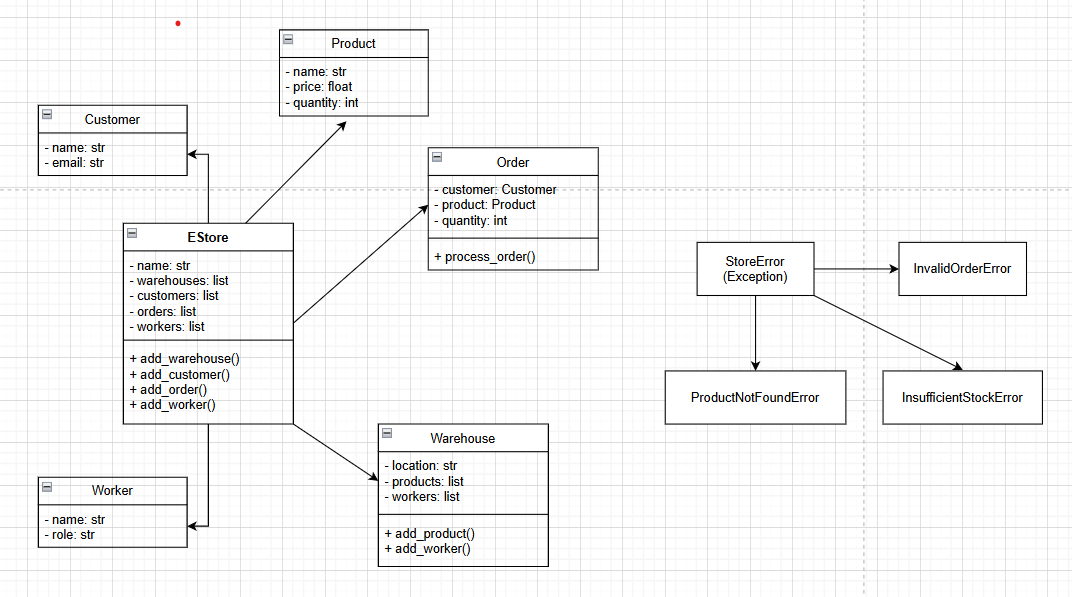 Product
- name: str
- price: float
- quantity: int
Customer
- name: str
- email: str
Order
- customer: Customer
- product: Product
- quantity: int
+ process_order()
EStore
- name: str
- warehouses: list
- customers: list
- orders: list
- workers: list
+ add_warehouse()
+ add_customer()
+ add_order()
+ add_worker()
StoreError
(Exception)
InvalidOrderError
ProductNotFoundError
InsufficientStockError
Warehouse
- location: str
- products: list
- workers: list
+ add_product()
+ add_worker()
Worker
- name: str
- role: str